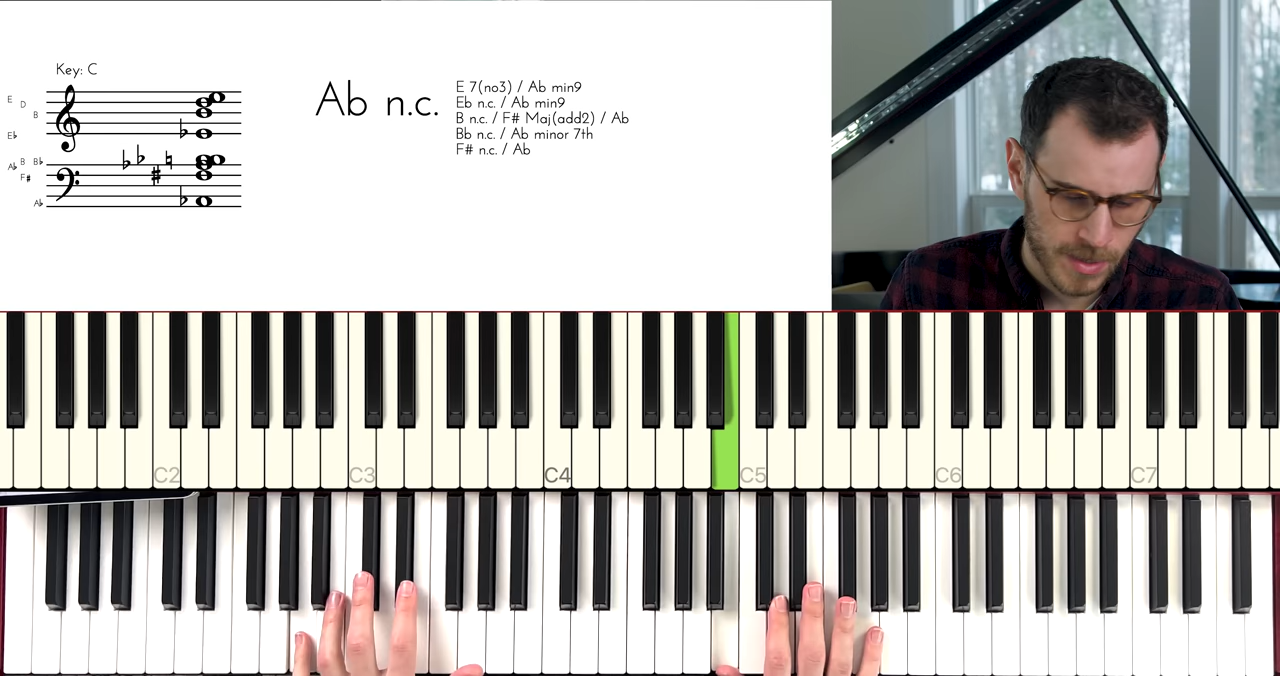 Key: C
E D B
Eb
Ab B Bb
F#
Ab
Ab n.c.
E 7(no3) / Ab min9
Eb n.c. / Ab min9
B n.c. / F# Maj(add2) / Ab
Bb n.c. / Ab minor 7th
F# n.c. / Ab
C2 C3 C4 C5 C6 C7